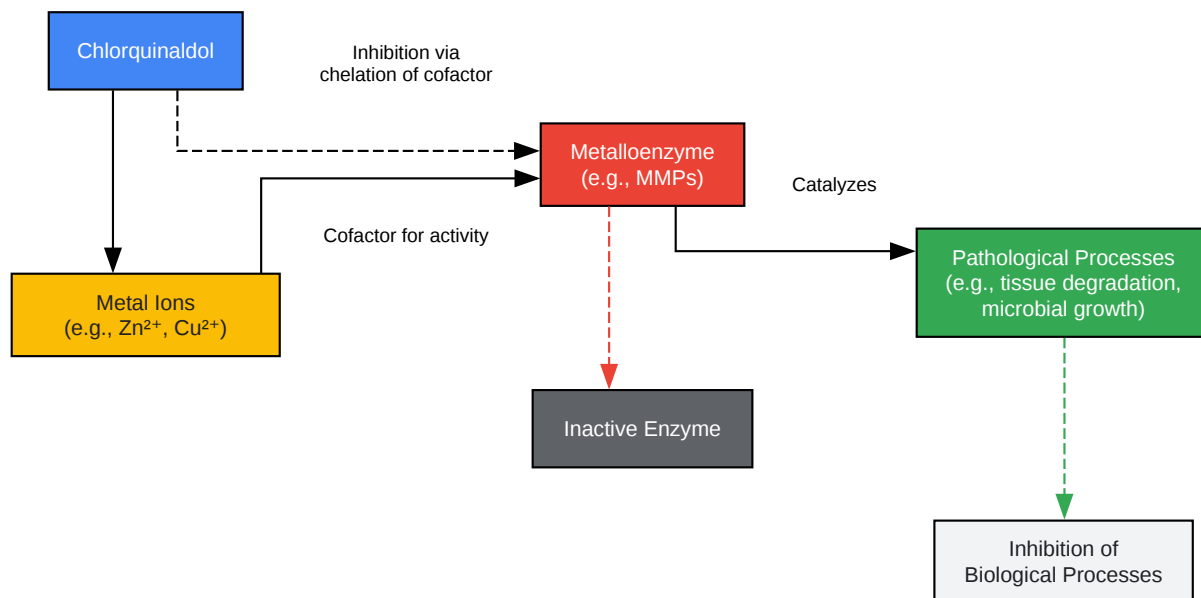 Chlorquinaldol
Inhibition via
chelation of cofactor
Metalloenzyme
(e.g., MMPs)
Catalyzes
Cofactor for activity
Pathological Processes
(e.g., tissue degradation,
microbial growth)
Metal Ions
(e.g., Zn²⁺, Cu²⁺)
Inactive Enzyme
Inhibition of
Biological Processes